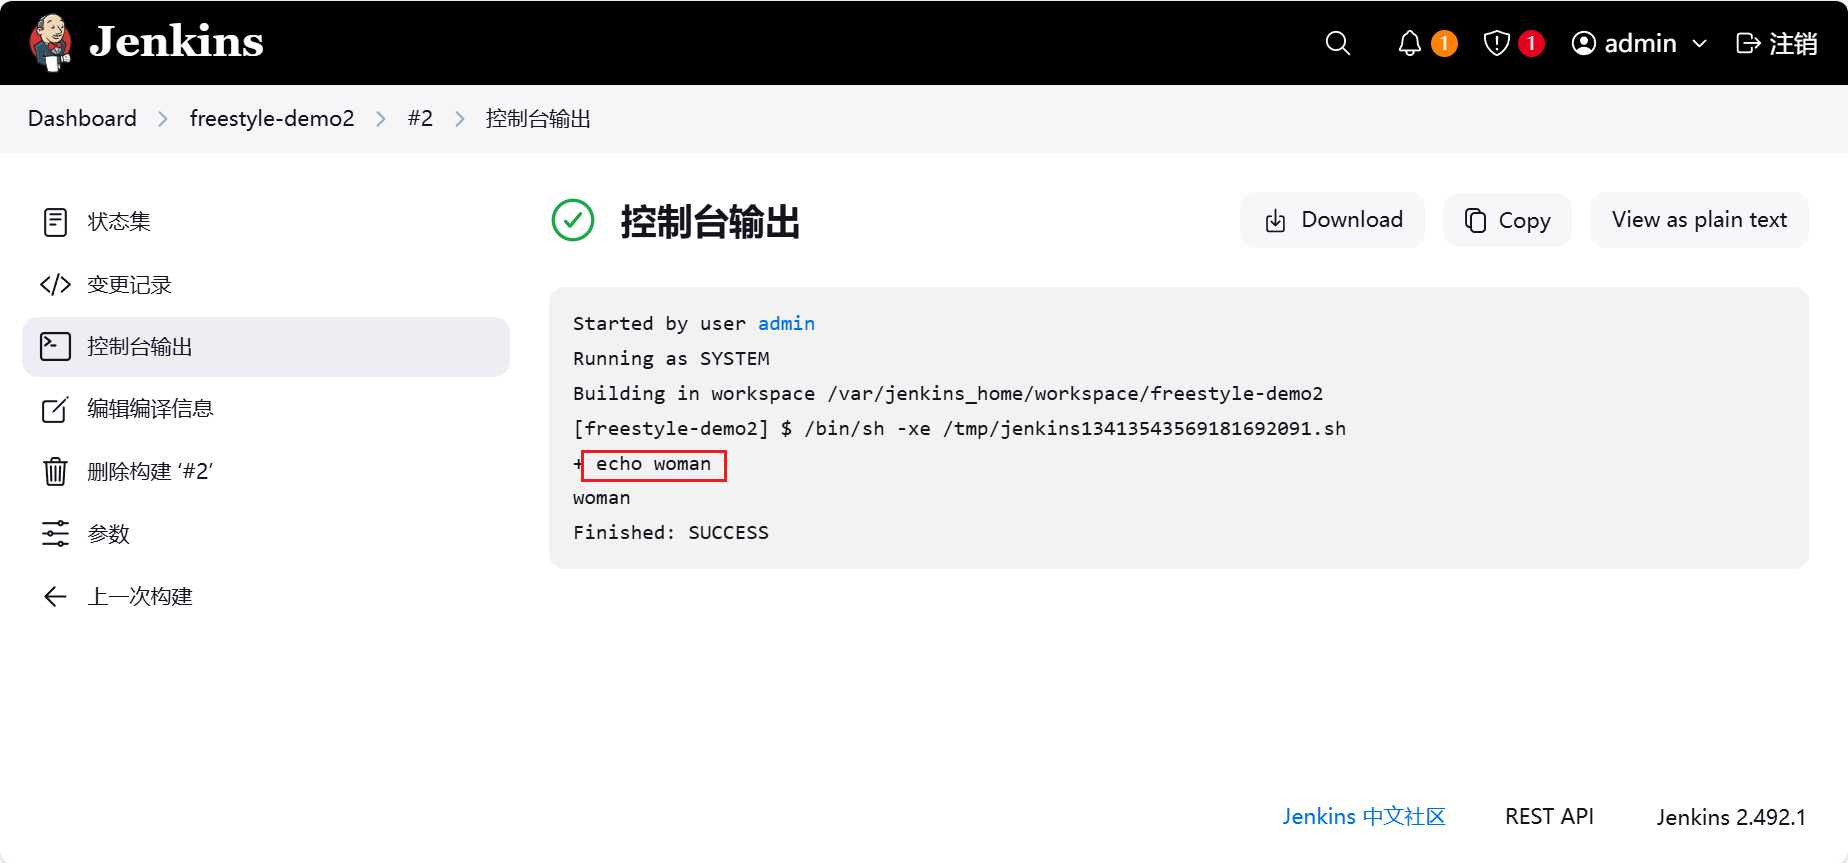 Jenkins
1
1
admin
注销
Dashboard
freestyle-demo2
#2
控制台输出
状态集
变更记录
控制台输出
编辑编译信息
删除构建 ‘#2’
参数
上一次构建
控制台输出
Download
Copy
View as plain text
Started by user admin
Running as SYSTEM
Building in workspace /var/jenkins_home/workspace/freestyle-demo2
[freestyle-demo2] $ /bin/sh -xe /tmp/jenkins13413543569181692091.sh
+ echo woman
woman
Finished: SUCCESS
Jenkins 中文社区
REST API
Jenkins 2.492.1